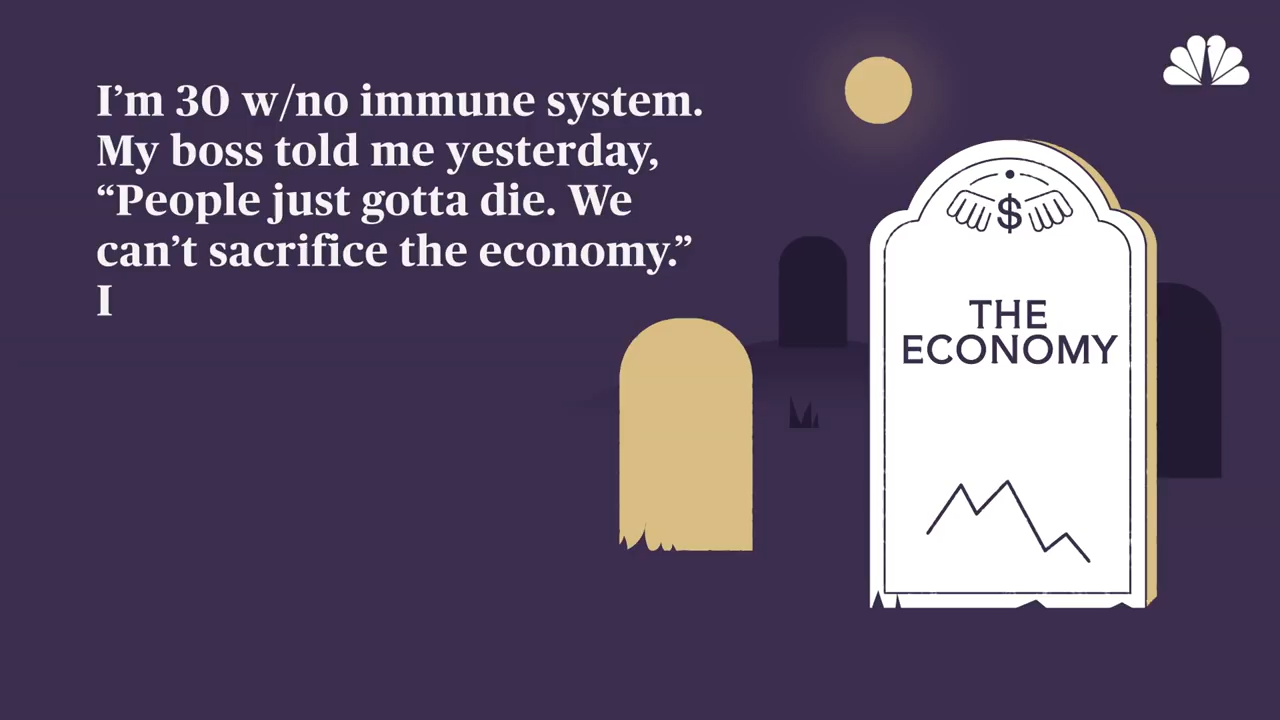 I’m 30 w/no immune system.
My boss told me yesterday,
“People just gotta die. We
can’t sacrifice the economy.”
I
$
THE
ECONOMY